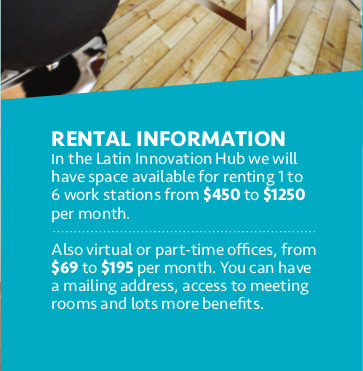 RENTAL INFORMATION
In the Latin Innovation Hub we will
have space available for renting 1 to
6 work stations from $450 to $1250
per month.
Also virtual or part-time offices, from
$69 to $195 per month. You can have
a mailing address, access to meeting
rooms and lots more benefits.